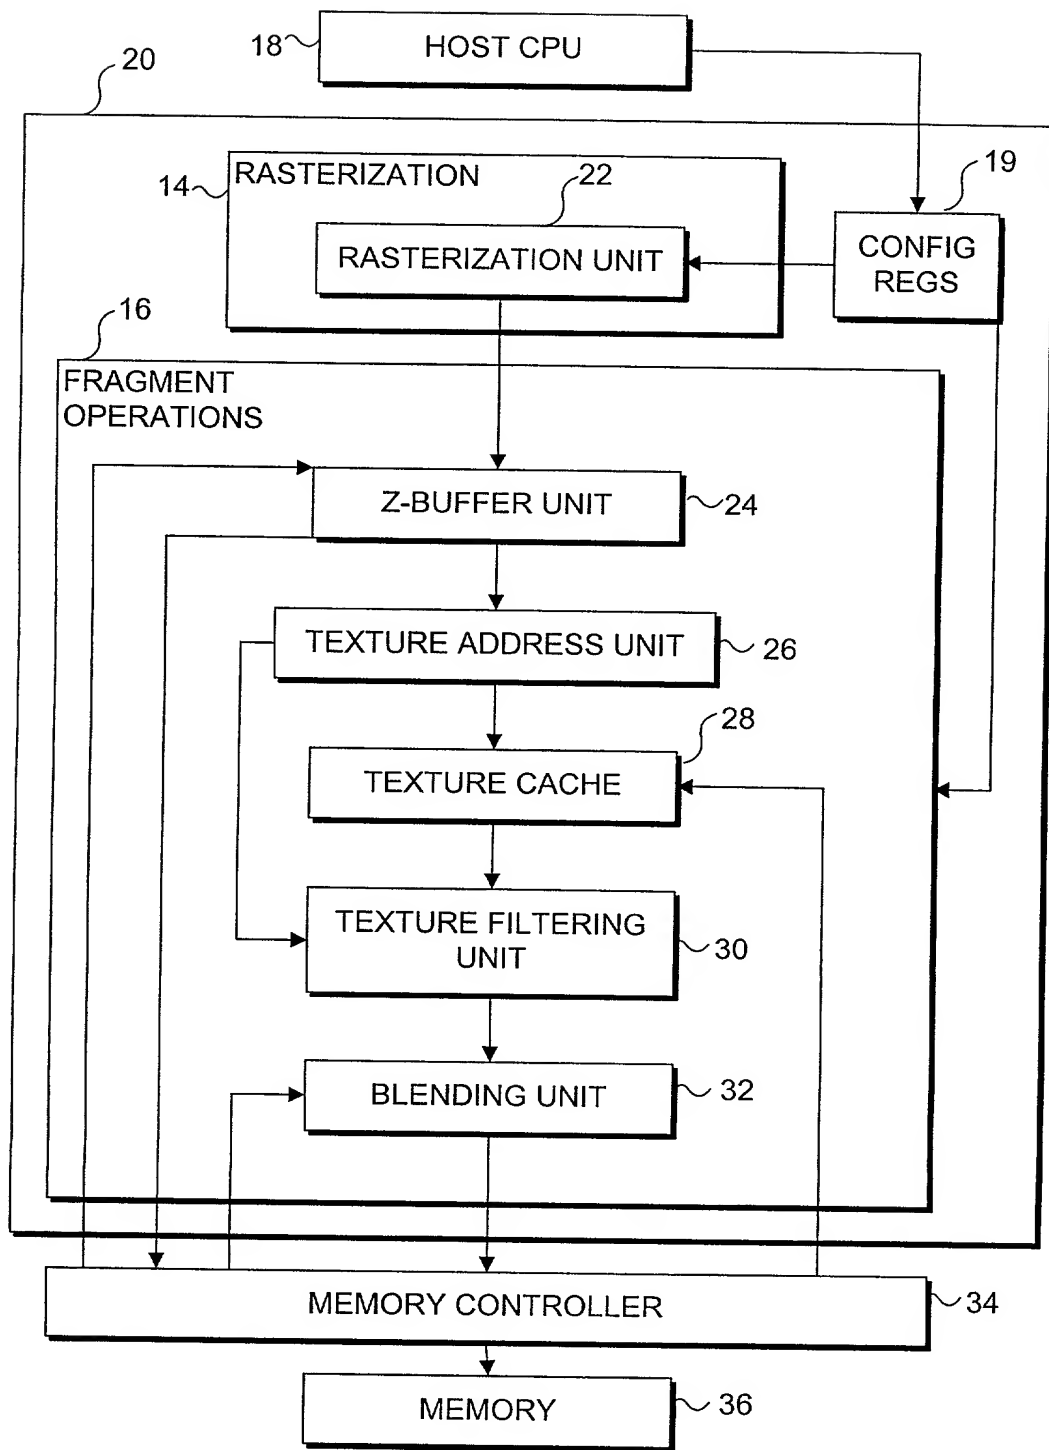 18
HOST CPU
20
19
14
RASTERIZATION
22
RASTERIZATION UNIT
CONFIG
REGS
16
FRAGMENT
OPERATIONS
Z-BUFFER UNIT
24
TEXTURE ADDRESS UNIT
26
28
TEXTURE CACHE
TEXTURE FILTERING
UNIT
30
BLENDING UNIT
32
MEMORY CONTROLLER
34
MEMORY
36